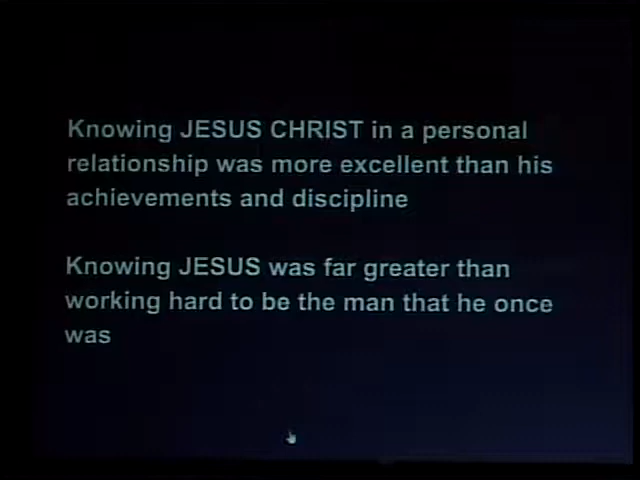 Knowing JESUS CHRIST in a personal
relationship was more excellent than his
achievements and discipline
Knowing JESUS was far greater than
working hard to be the man that he once
was